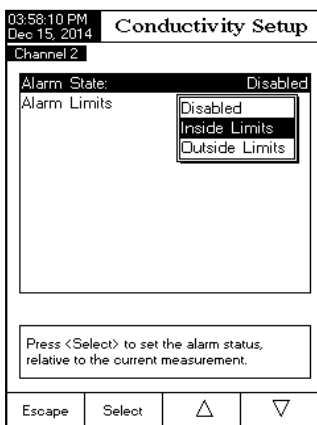 03:58:10 PM
Dec 15, 2014
Conductivity Setup
Channel 2
Alarm State: Disabled
Alarm Limits
Disabled
Inside Limits
Outside Limits
Press <Select> to set the alarm status,
relative to the current measurement.
Escape Select △ ▽